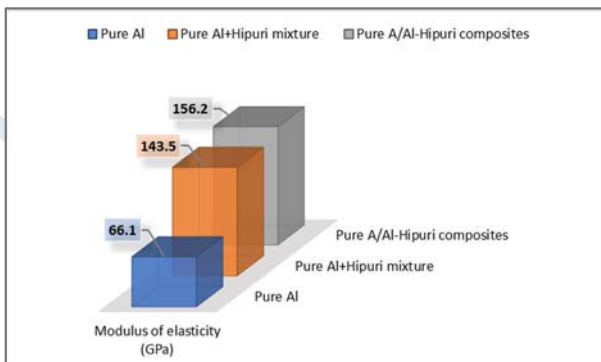 Pure Al Pure Al+Hipuri mixture Pure A/Al-Hipuri composites
156.2
143.5
66.1
Pure A/Al-Hipuri composites
Pure Al+Hipuri mixture
Pure Al
Modulus of elasticity
(GPa)